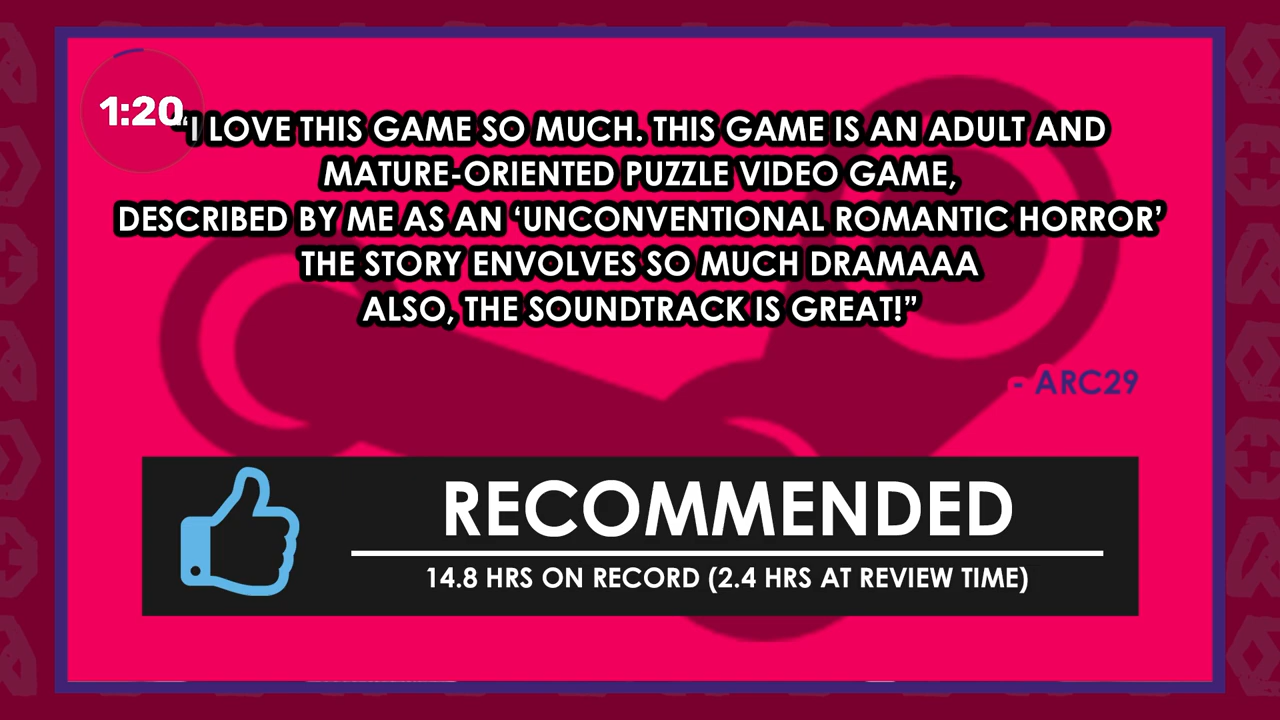 1:20
“I LOVE THIS GAME SO MUCH. THIS GAME IS AN ADULT AND
MATURE-ORIENTED PUZZLE VIDEO GAME,
DESCRIBED BY ME AS AN ‘UNCONVENTIONAL ROMANTIC HORROR’
THE STORY ENVOLVES SO MUCH DRAMAAA
ALSO, THE SOUNDTRACK IS GREAT!”
- ARC29
RECOMMENDED
14.8 HRS ON RECORD (2.4 HRS AT REVIEW TIME)